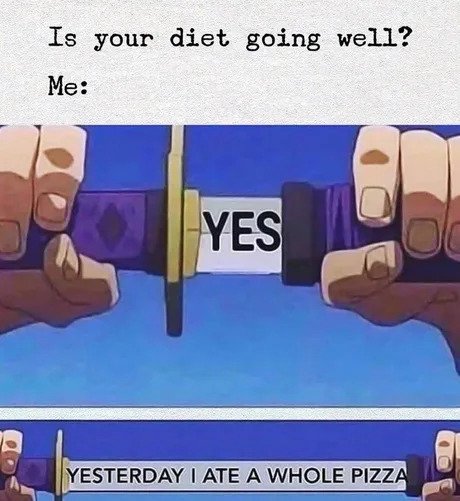 Is your diet going well?
Me:
YES
YESTERDAY I ATE A WHOLE PIZZA